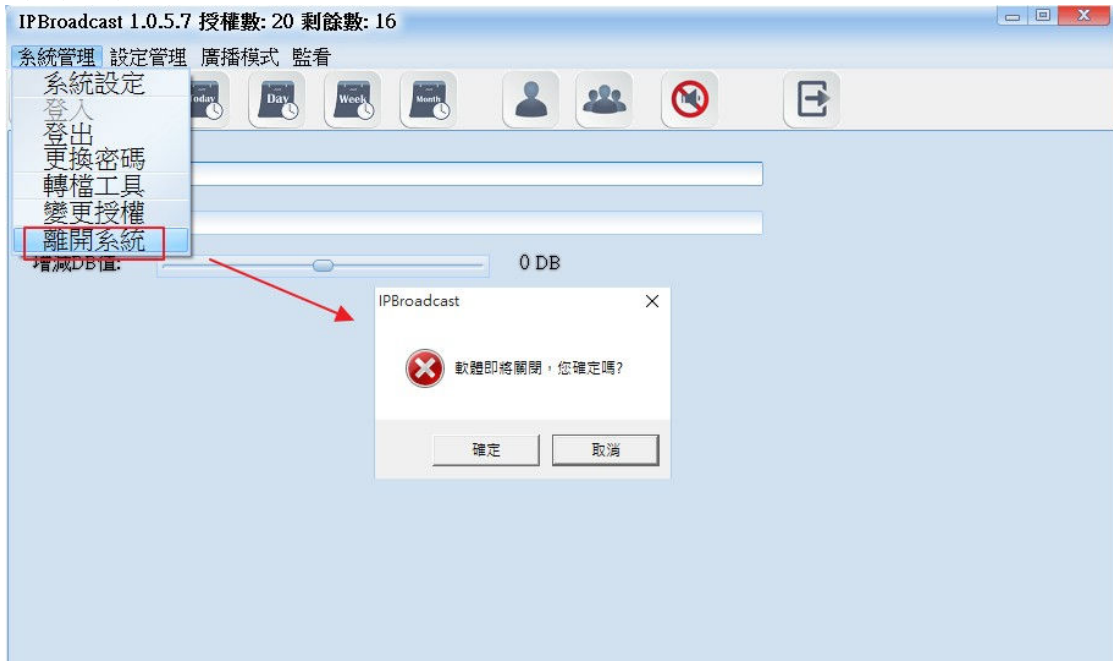 IPBroadcast 1.0.5.7 授權數: 20 剩餘數: 16
系統管理 設定管理 廣播模式 監看
系統設定
登入
登出
更換密碼
轉檔工具
變更授權
離開系統
Today
Day
Week
Month
增減DB值:
0 DB
IPBroadcast
軟體即將關閉，您確定嗎?
確定
取消